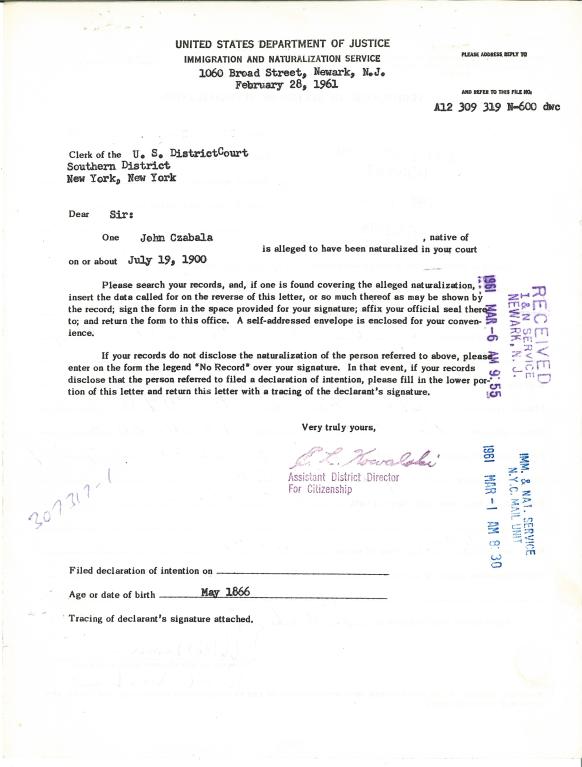 UNITED STATES DEPARTMENT OF JUSTICE
IMMIGRATION AND NATURALIZATION SERVICE
1060 Broad Street, Newark, N.J.
February 28, 1961
PLEASE ADDRESS REPLY TO
AND REFER TO THIS FILE NO:
A12 309 319 N-600 dwc
Clerk of the U. S. DistrictCourt
Southern District
New York, New York
Dear Sir:
One John Czabala , native of
is alleged to have been naturalized in your court
on or about July 19, 1900
Please search your records, and, if one is found covering the alleged naturalization,
insert the data called for on the reverse of this letter, or so much thereof as may be shown by
the record; sign the form in the space provided for your signature; affix your official seal there
to; and return the form to this office. A self-addressed envelope is enclosed for your conven-
ience.
If your records do not disclose the naturalization of the person referred to above, please
enter on the form the legend "No Record" over your signature. In that event, if your records
disclose that the person referred to filed a declaration of intention, please fill in the lower por-
tion of this letter and return this letter with a tracing of the declarant's signature.
Very truly yours,
E. L. Kowalski
Assistant District Director
For Citizenship
307317-1
Filed declaration of intention on
Age or date of birth May 1866
Tracing of declarant's signature attached.
RECEIVED
I & N SERVICE
NEWARK, N. J.
1961 MAR-6 AM 9:55
IMM. & NAT. SERVICE
N.Y.C. MAIL UNIT
1961 MAR-1 AM 8:30